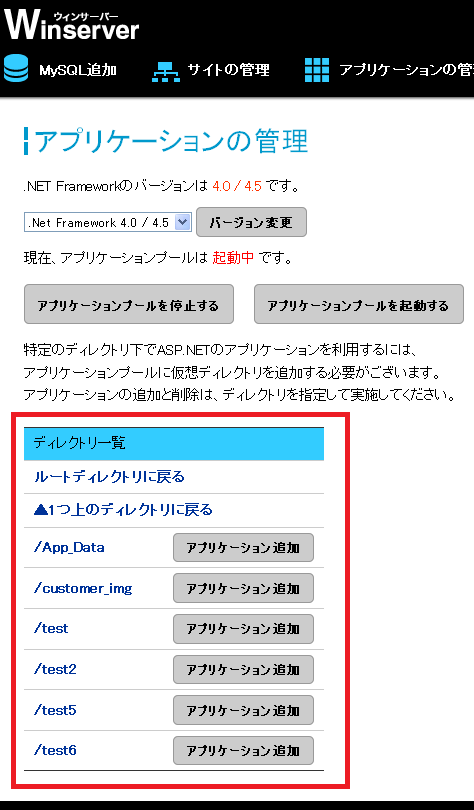 ウィンサーバー
Winserver
MySQL追加 サイトの管理 アプリケーションの管
アプリケーションの管理
.NET Frameworkのバージョンは 4.0 / 4.5 です。
.Net Framework 4.0 / 4.5 バージョン変更
現在、アプリケーションプールは 起動中 です。
アプリケーションプールを停止する アプリケーションプールを起動する
特定のディレクトリ下でASP.NETのアプリケーションを利用するには、
アプリケーションプールに仮想ディレクトリを追加する必要がございます。
アプリケーションの追加と削除は、ディレクトリを指定して実施してください。
ディレクトリ一覧
ルートディレクトリに戻る
▲1つ上のディレクトリに戻る
/App_Data アプリケーション追加
/customer_img アプリケーション追加
/test アプリケーション追加
/test2 アプリケーション追加
/test5 アプリケーション追加
/test6 アプリケーション追加